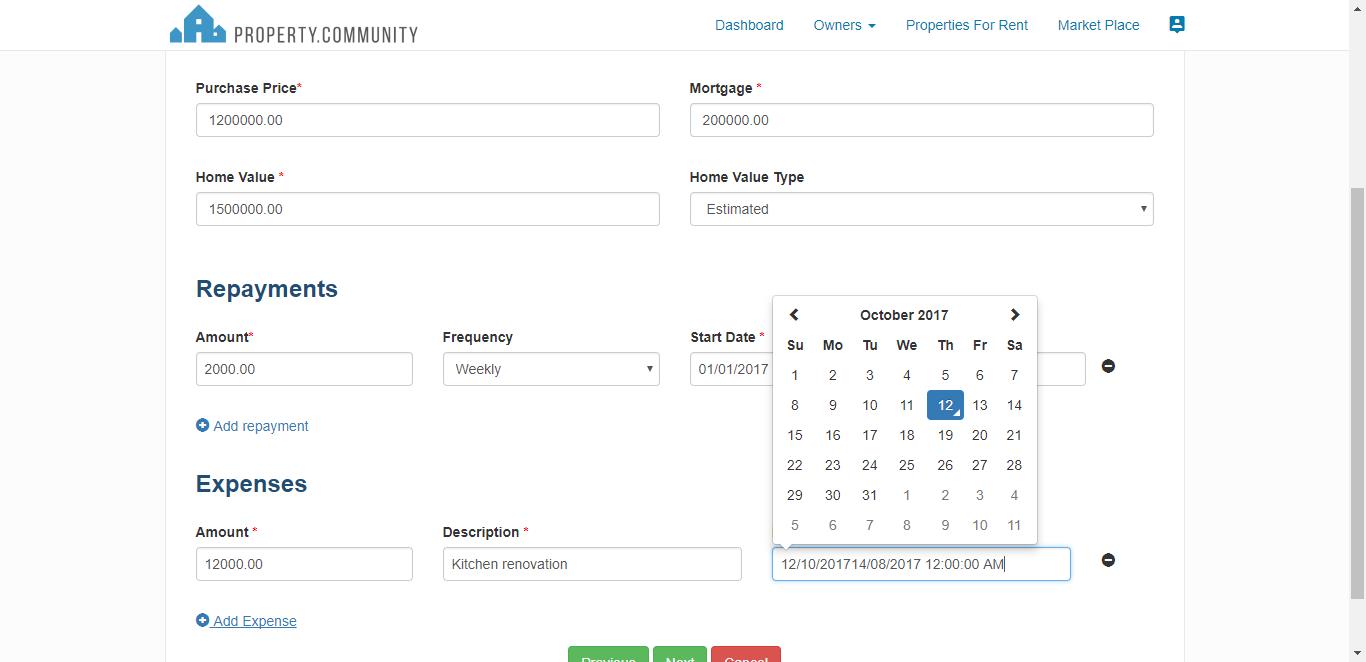 PROPERTY.COMMUNITY
Dashboard Owners Properties For Rent Market Place
Purchase Price* Mortgage *
1200000.00 200000.00
Home Value * Home Value Type
1500000.00 Estimated
Repayments
Amount* Frequency Start Date *
2000.00 Weekly 01/01/2017
Add repayment
October 2017
Su Mo Tu We Th Fr Sa
1 2 3 4 5 6 7
8 9 10 11 12 13 14
15 16 17 18 19 20 21
22 23 24 25 26 27 28
29 30 31 1 2 3 4
5 6 7 8 9 10 11
Expenses
Amount * Description *
12000.00 Kitchen renovation 12/10/201714/08/2017 12:00:00 AM
Add Expense
Previous Next Cancel